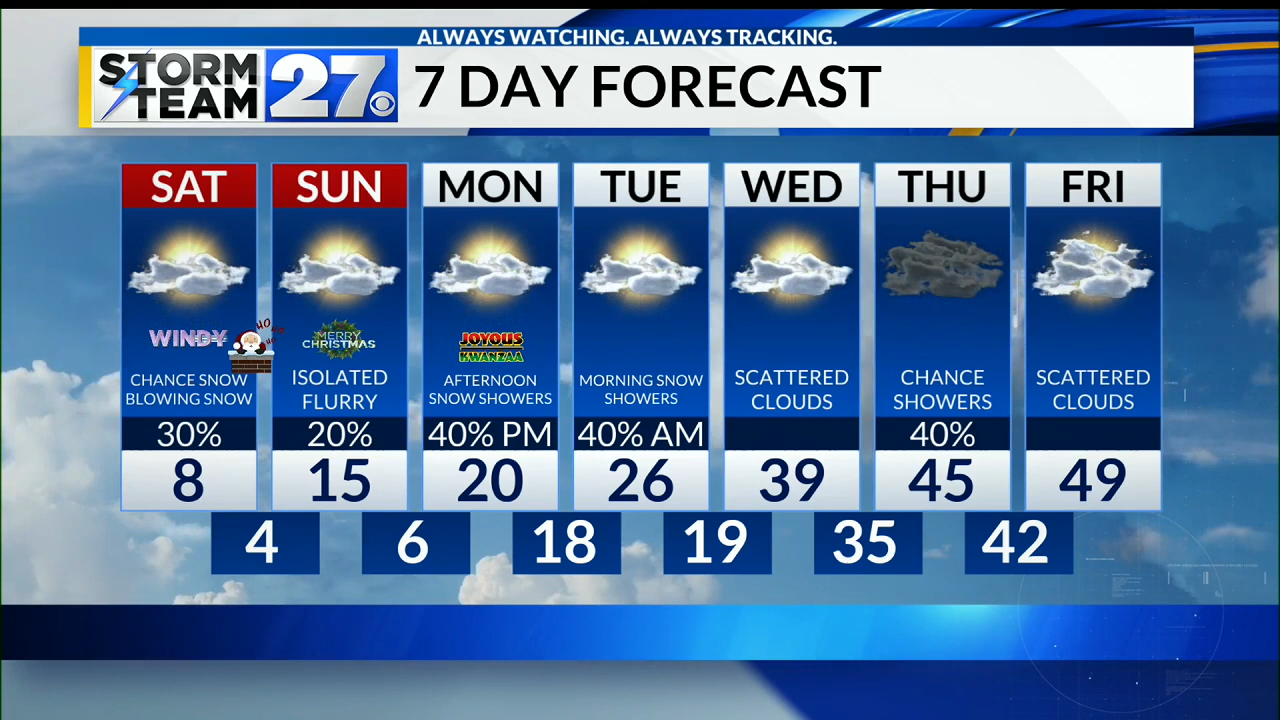 ALWAYS WATCHING. ALWAYS TRACKING.
STORM
TEAM
27
7 DAY FORECAST
SAT
SUN
MON
TUE
WED
THU
FRI
WINDY
HO HO
HO
MERRY
CHRISTMAS
JOYOUS
KWANZAA
CHANCE SNOW
BLOWING SNOW
ISOLATED
FLURRY
AFTERNOON
SNOW SHOWERS
MORNING SNOW
SHOWERS
SCATTERED
CLOUDS
CHANCE
SHOWERS
SCATTERED
CLOUDS
30%
20%
40% PM
40% AM
40%
8
15
20
26
39
45
49
4
6
18
19
35
42